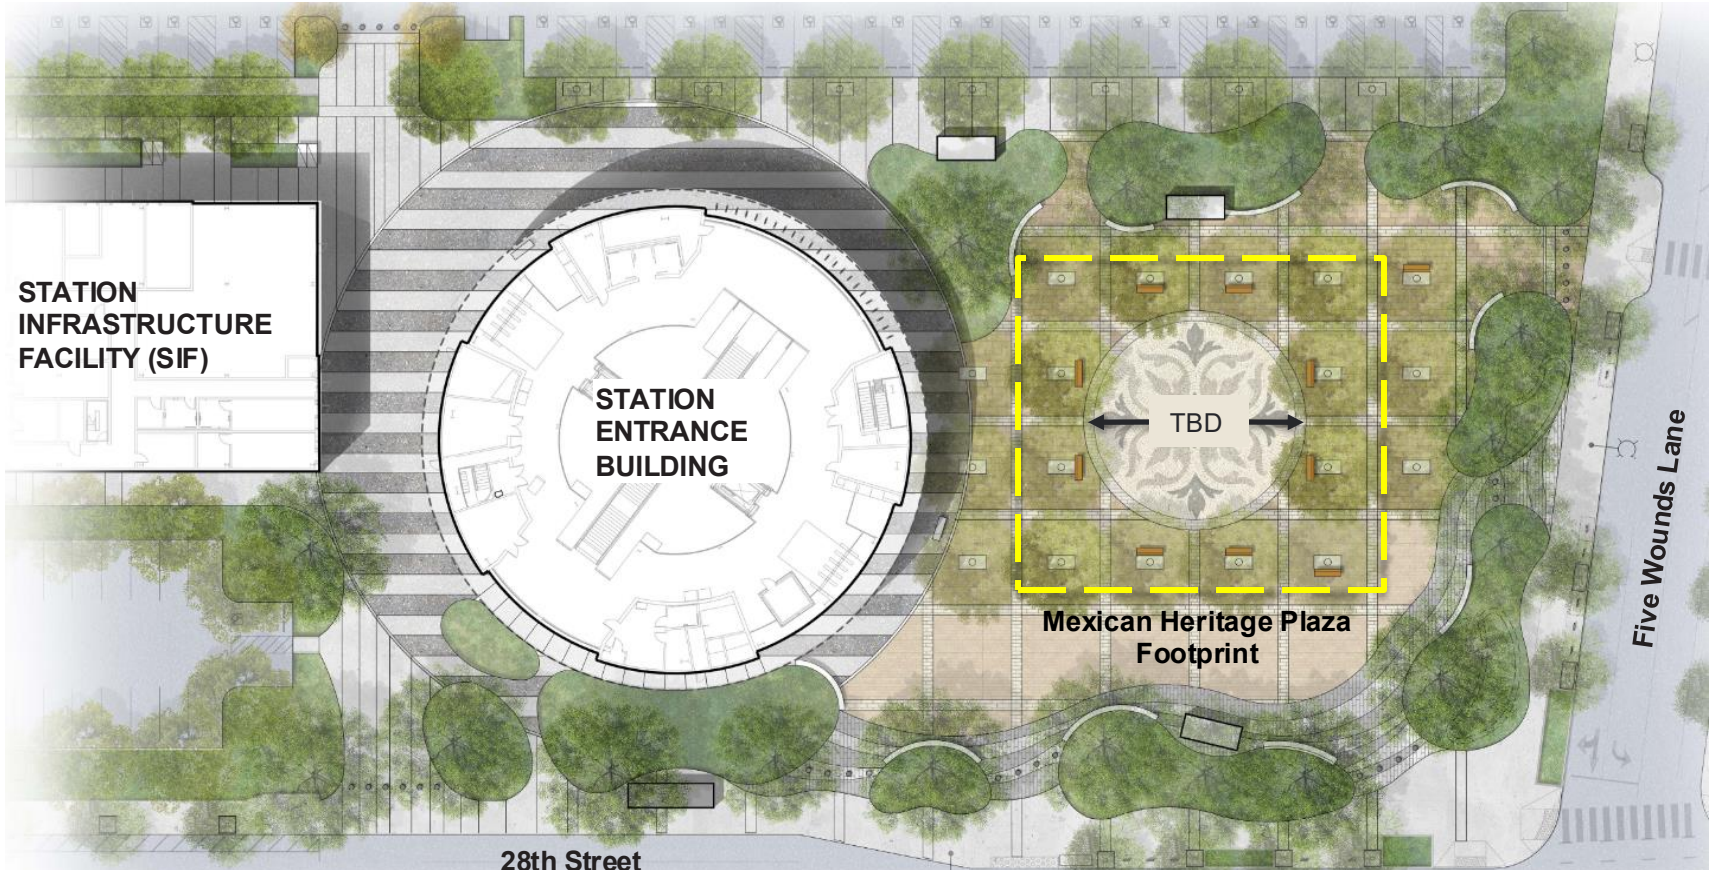 STATION
INFRASTRUCTURE
FACILITY (SIF)
STATION
ENTRANCE
BUILDING
TBD
Mexican Heritage Plaza
Footprint
Five Wounds Lane
28th Street